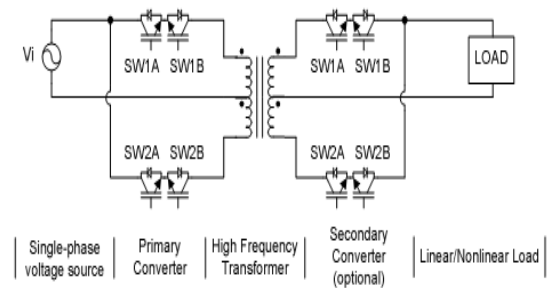 Vi
SW1A SW1B
SW1A SW1B
LOAD
SW2A SW2B
SW2A SW2B
Single-phase
voltage source
Primary
Converter
High Frequency
Transformer
Secondary
Converter
(optional)
Linear/Nonlinear Load